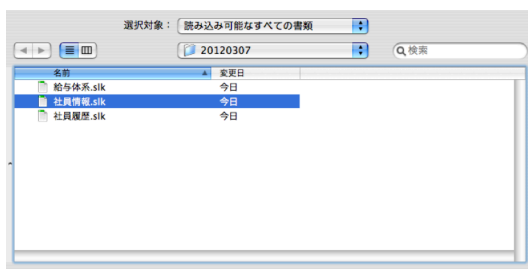 選択対象： 読み込み可能なすべての書類
20120307 検索
名前 変更日
給与体系.slk 今日
社員情報.slk 今日
社員履歴.slk 今日